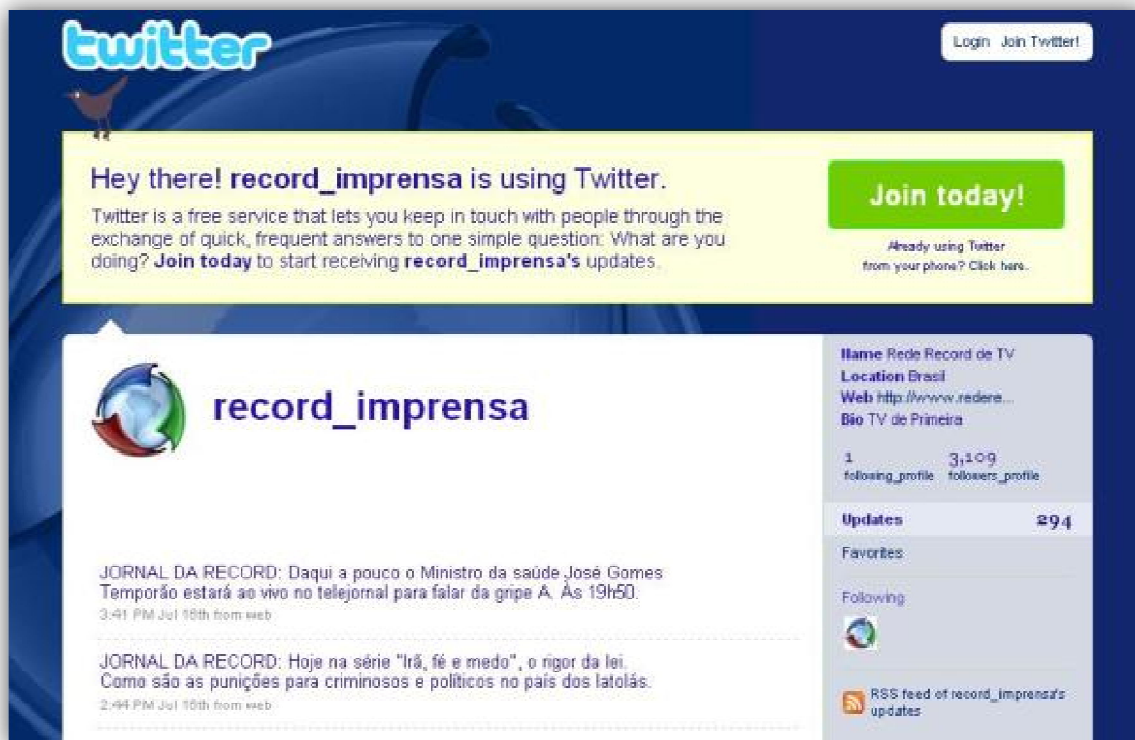 twitter
Login Join Twitter!
Hey there! record_imprensa is using Twitter.
Twitter is a free service that lets you keep in touch with people through the
exchange of quick, frequent answers to one simple question: What are you
doing? Join today to start receiving record_imprensa's updates.
Join today!
Already using Twitter
from your phone? Click here.
record_imprensa
JORNAL DA RECORD: Daqui a pouco o Ministro da saúde José Gomes
Temporão estará ao vivo no telejornal para falar da gripe A. Às 19h50.
3:41 PM Jul 16th from web
JORNAL DA RECORD: Hoje na série "Irã, fé e medo", o rigor da lei.
Como são as punições para criminosos e políticos no país dos latolás.
2:44 PM Jul 16th from web
Name Rede Record de TV
Location Brasil
Web http://www.redere...
Bio TV de Primeira
1 3,109
following_profile followers_profile
Updates 294
Favorites
Following
RSS feed of record_imprensa's
updates